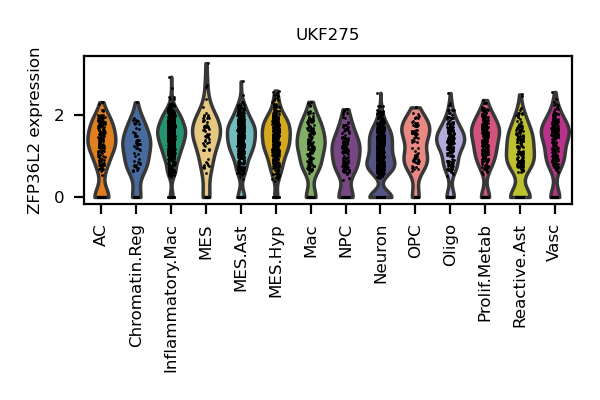 UKF275
ZFP36L2 expression
2
0
AC
Chromatin.Reg
Inflammatory.Mac
MES
MES.Ast
MES.Hyp
Mac
NPC
Neuron
OPC
Oligo
Prolif.Metab
Reactive.Ast
Vasc